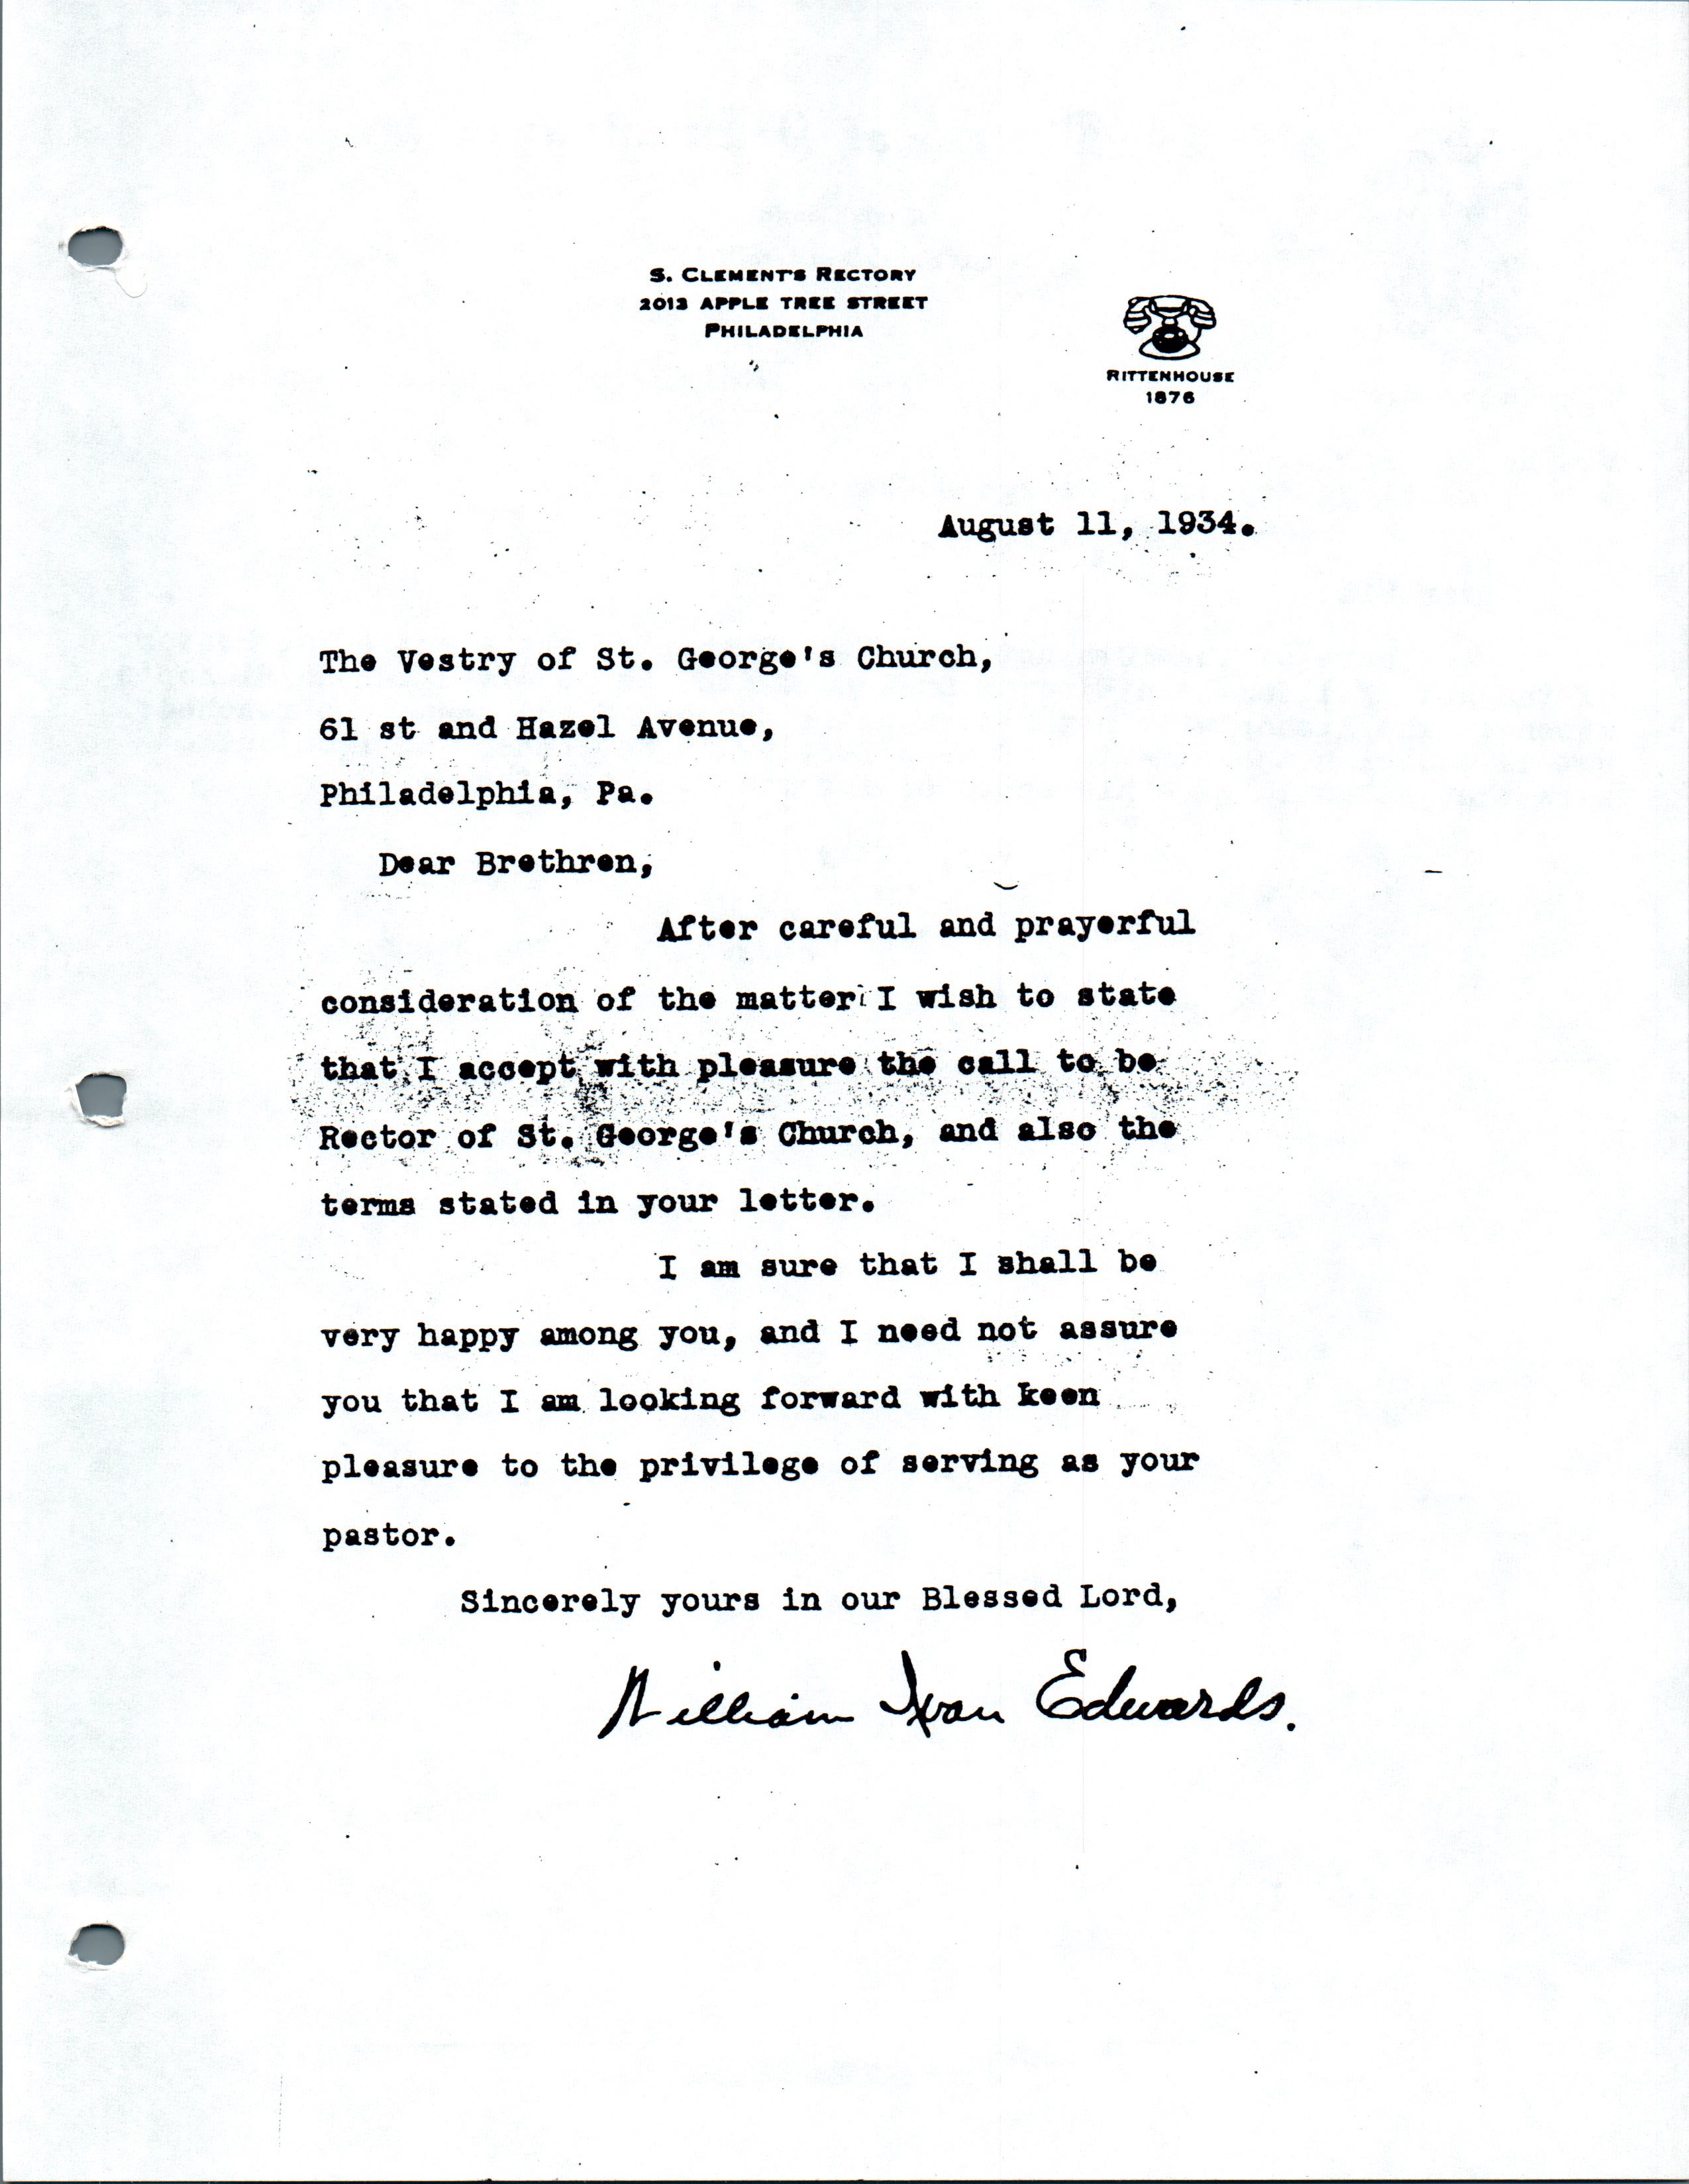 S. CLEMENT'S RECTORY
2013 APPLE TREE STREET
PHILADELPHIA
RITTENHOUSE
1876
August 11, 1934.
The Vestry of St. George's Church,
61 st and Hazel Avenue,
Philadelphia, Pa.
Dear Brethren,
After careful and prayerful
consideration of the matter I wish to state
that I accept with pleasure the call to be
Rector of St. George's Church, and also the
terms stated in your letter.
I am sure that I shall be
very happy among you, and I need not assure
you that I am looking forward with keen
pleasure to the privilege of serving as your
pastor.
Sincerely yours in our Blessed Lord,
William Ivan Edwards.